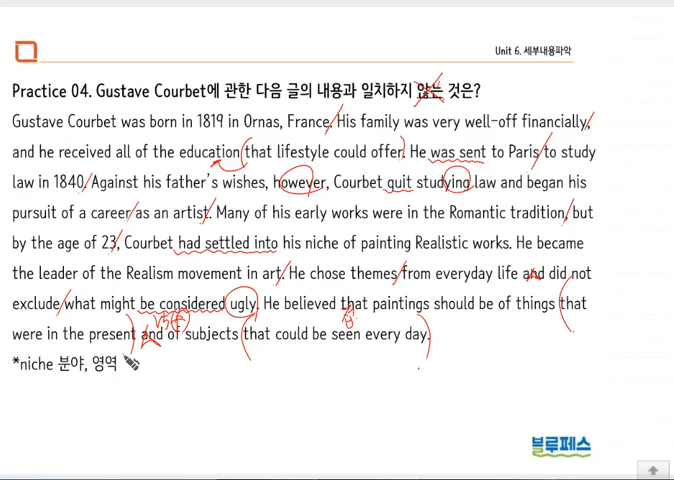 Unit 6. 세부내용파악
Practice 04. Gustave Courbet에 관한 다음 글의 내용과 일치하지 않는 것은?
Gustave Courbet was born in 1819 in Ornas, France. His family was very well-off financially,
and he received all of the education that lifestyle could offer. He was sent to Paris to study
law in 1840. Against his father's wishes, however, Courbet quit studying law and began his
pursuit of a career as an artist. Many of his early works were in the Romantic tradition, but
by the age of 23, Courbet had settled into his niche of painting Realistic works. He became
the leader of the Realism movement in art. He chose themes from everyday life and did not
exclude what might be considered ugly. He believed that paintings should be of things that
were in the present and of subjects that could be seen every day.
*niche 분야, 영역
블루페스